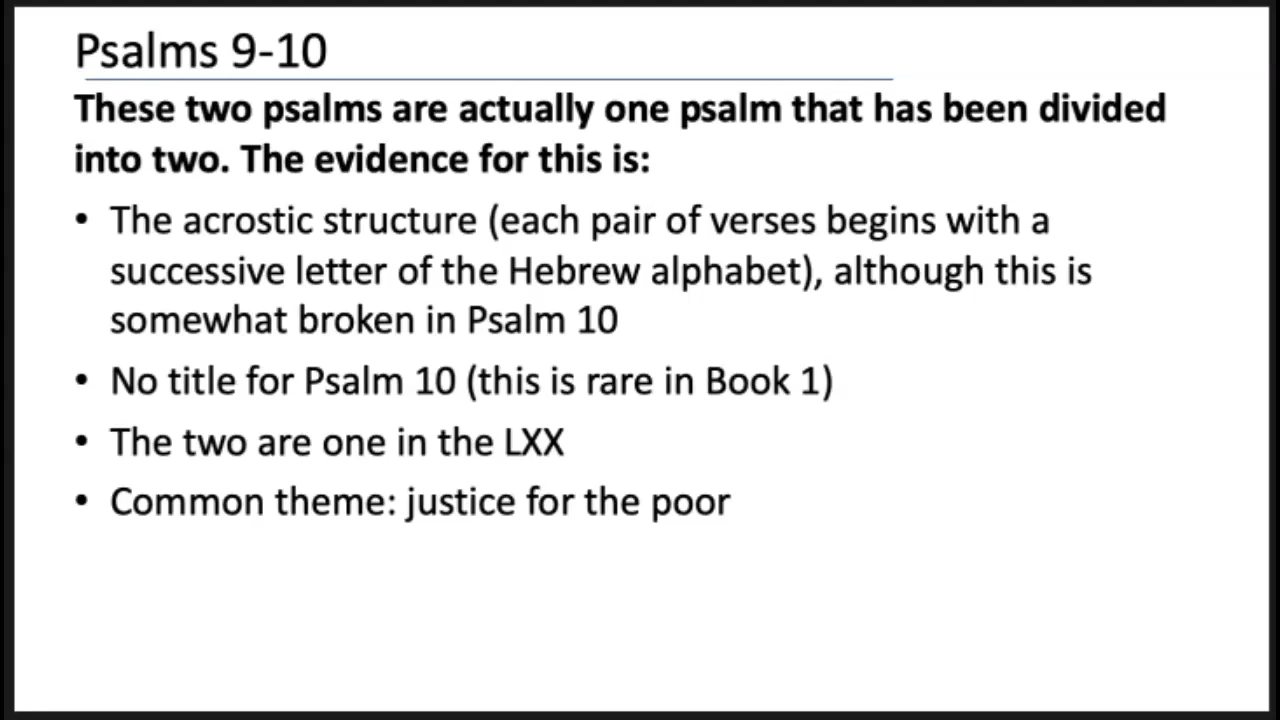 Psalms 9-10
These two psalms are actually one psalm that has been divided
into two. The evidence for this is:
• The acrostic structure (each pair of verses begins with a
successive letter of the Hebrew alphabet), although this is
somewhat broken in Psalm 10
• No title for Psalm 10 (this is rare in Book 1)
• The two are one in the LXX
• Common theme: justice for the poor